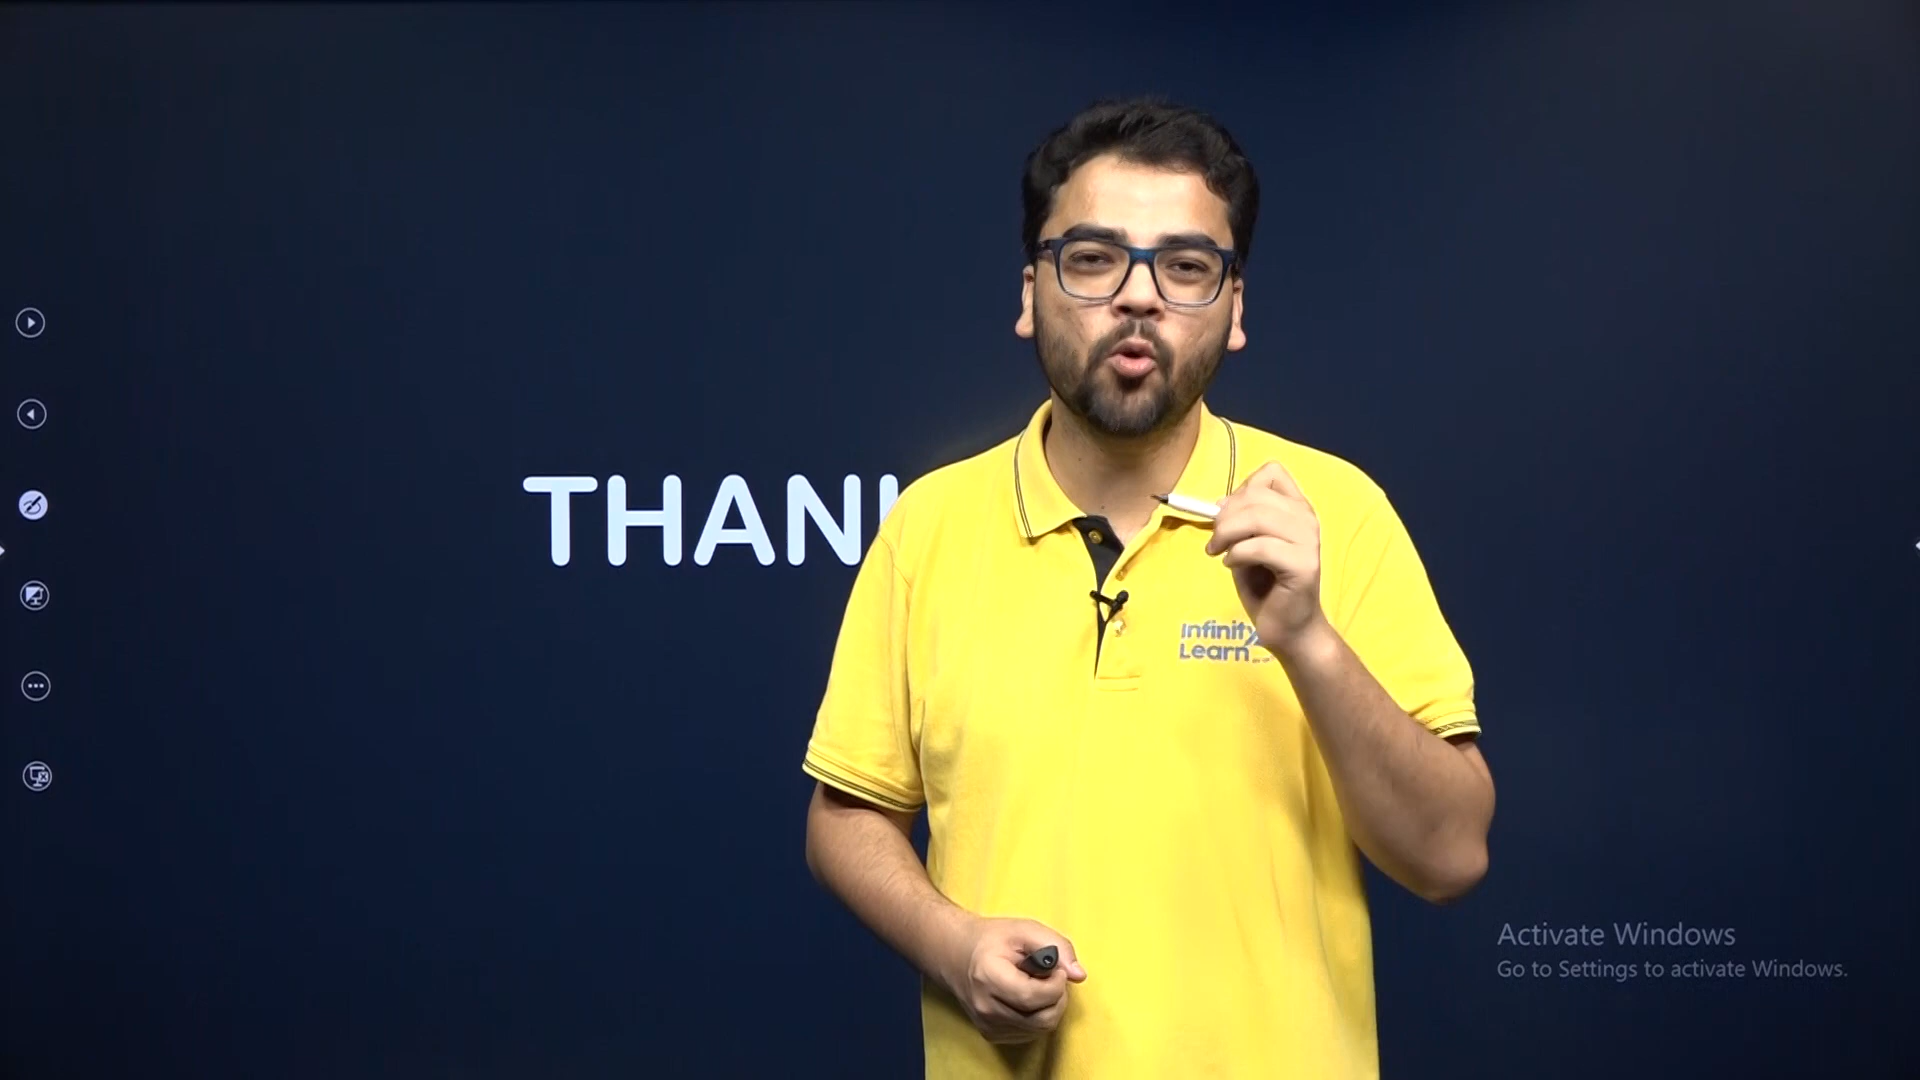 THAN
Infinity
Learn
Activate Windows
Go to Settings to activate Windows.